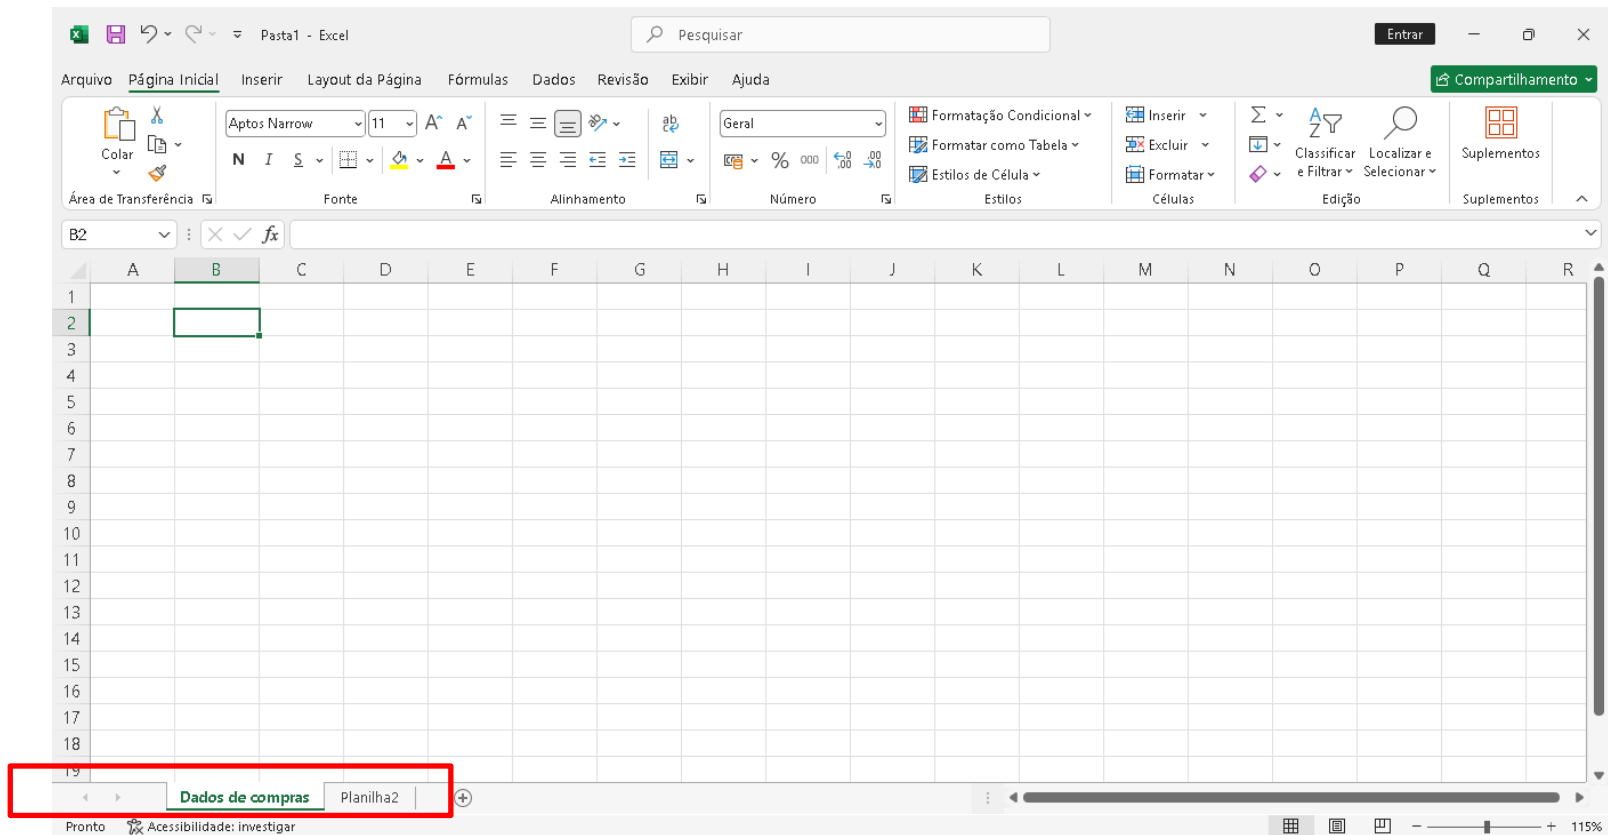 Pasta1 - Excel
Pesquisar
Entrar
Arquivo Página Inicial Inserir Layout da Página Fórmulas Dados Revisão Exibir Ajuda
Compartilhamento
Colar
Área de Transferência
Aptos Narrow 11
N I S A
Fonte
ab
Alinhamento
Geral
% 000
Número
Formatação Condicional
Formatar como Tabela
Estilos de Célula
Estilos
Inserir
Excluir
Formatar
Células
Classificar e Filtrar
Localizar e Selecionar
Edição
Suplementos
Suplementos
B2 fx
A B C D E F G H I J K L M N O P Q R
1
2
3
4
5
6
7
8
9
10
11
12
13
14
15
16
17
18
19
Dados de compras Planilha2
Pronto Acessibilidade: investigar 115%